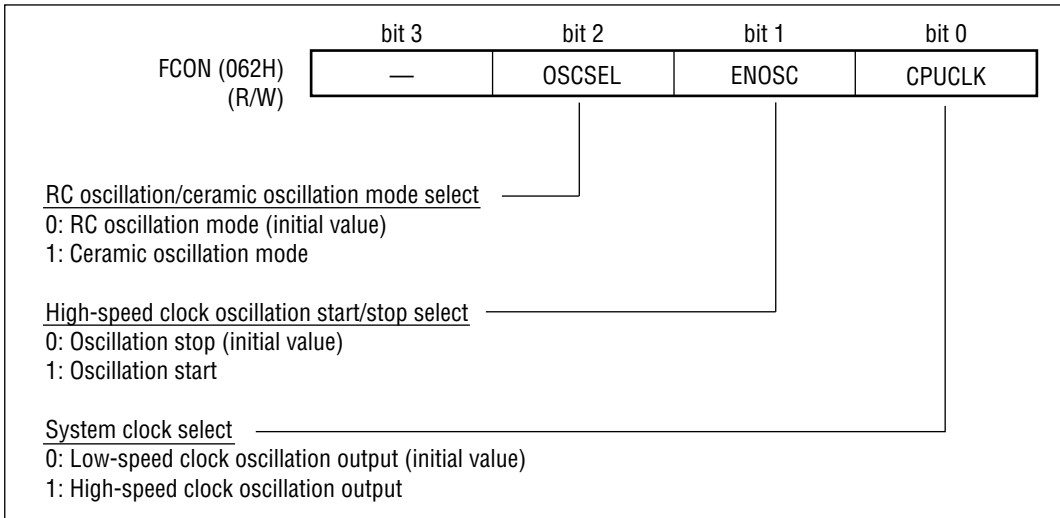 bit 3 bit 2 bit 1 bit 0
FCON (062H) — OSCSEL ENOSC CPUCLK
(R/W)
RC oscillation/ceramic oscillation mode select
0: RC oscillation mode (initial value)
1: Ceramic oscillation mode
High-speed clock oscillation start/stop select
0: Oscillation stop (initial value)
1: Oscillation start
System clock select
0: Low-speed clock oscillation output (initial value)
1: High-speed clock oscillation output